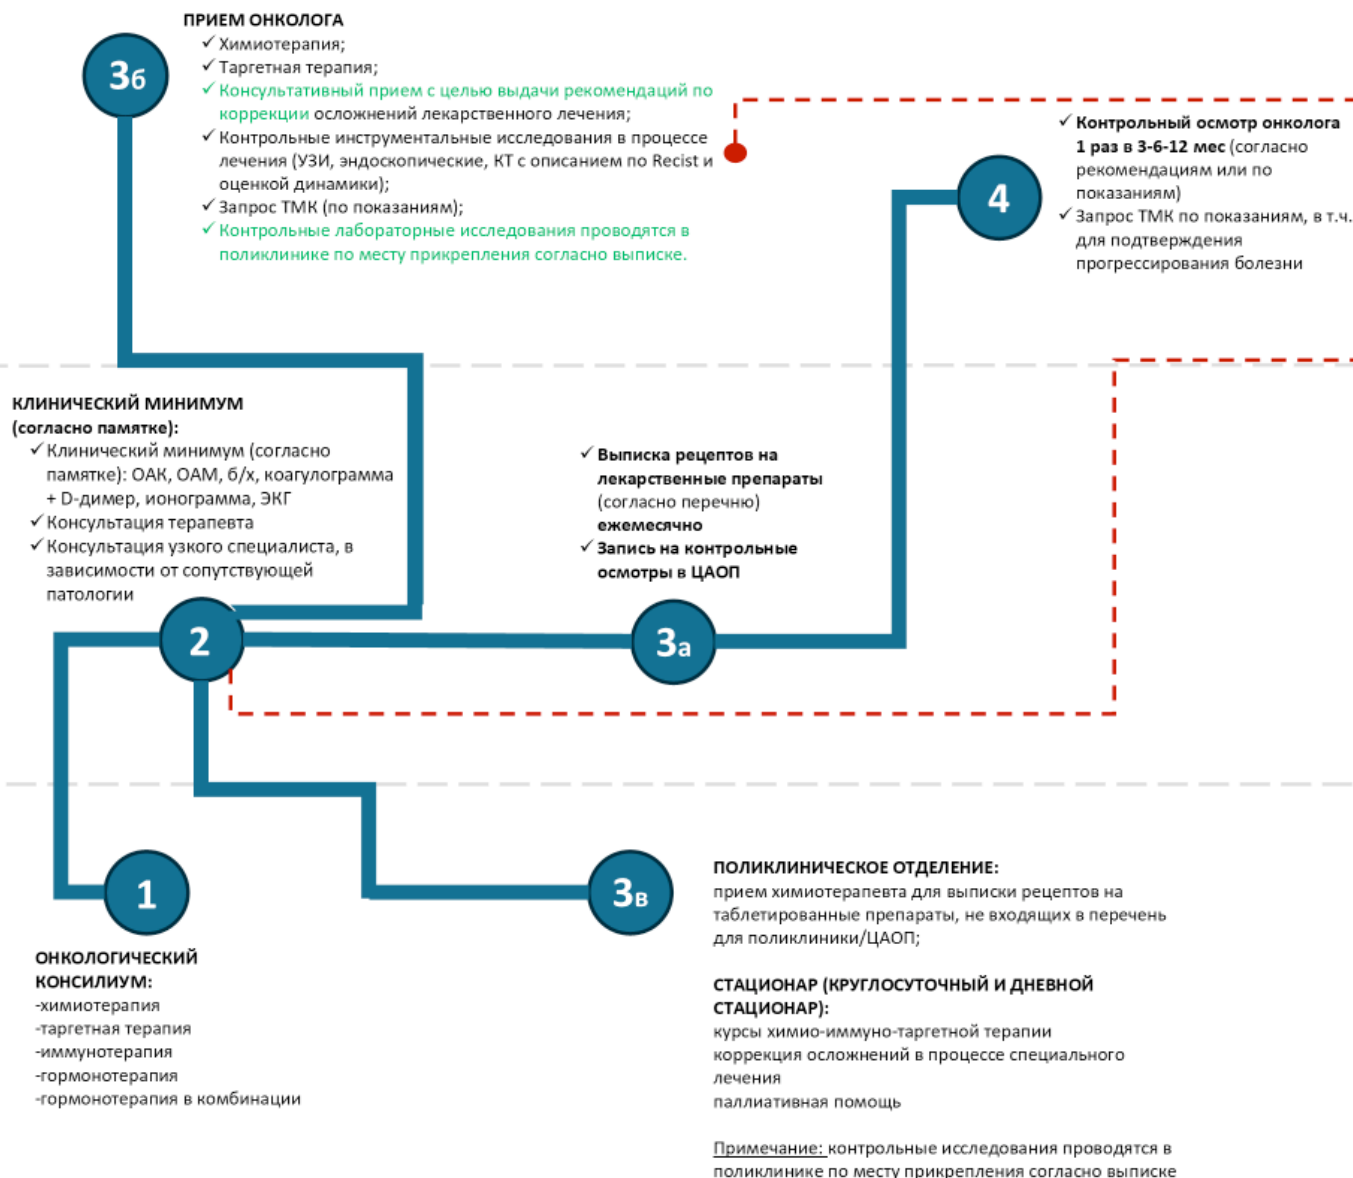 ПРИЕМ ОНКОЛОГА
3б
✓ Химиотерапия;
✓ Таргетная терапия;
✓ Консультативный прием с целью выдачи рекомендаций по
коррекции осложнений лекарственного лечения;
✓ Контрольные инструментальные исследования в процессе
лечения (УЗИ, эндоскопические, КТ с описанием по Recist и
оценкой динамики);
✓ Запрос ТМК (по показаниям);
✓ Контрольные лабораторные исследования проводятся в
поликлинике по месту прикрепления согласно выписке.
4
✓ Контрольный осмотр онколога
1 раз в 3-6-12 мес (согласно
рекомендациям или по
показаниям)
✓ Запрос ТМК по показаниям, в т.ч.
для подтверждения
прогрессирования болезни
КЛИНИЧЕСКИЙ МИНИМУМ
(согласно памятке):
✓ Клинический минимум (согласно
памятке): ОАК, ОАМ, б/х, коагулограмма
+ D-димер, ионограмма, ЭКГ
✓ Консультация терапевта
✓ Консультация узкого специалиста, в
зависимости от сопутствующей
патологии
2
✓ Выписка рецептов на
лекарственные препараты
(согласно перечню)
ежемесячно
✓ Запись на контрольные
осмотры в ЦАОП
3а
1
ОНКОЛОГИЧЕСКИЙ
КОНСИЛИУМ:
-химиотерапия
-таргетная терапия
-иммунотерапия
-гормонотерапия
-гормонотерапия в комбинации
3в
ПОЛИКЛИНИЧЕСКОЕ ОТДЕЛЕНИЕ:
прием химиотерапевта для выписки рецептов на
таблетированные препараты, не входящих в перечень
для поликлиники/ЦАОП;
СТАЦИОНАР (КРУГЛОСУТОЧНЫЙ И ДНЕВНОЙ
СТАЦИОНАР):
курсы химио-иммуно-таргетной терапии
коррекция осложнений в процессе специального
лечения
паллиативная помощь
Примечание: контрольные исследования проводятся в
поликлинике по месту прикрепления согласно выписке